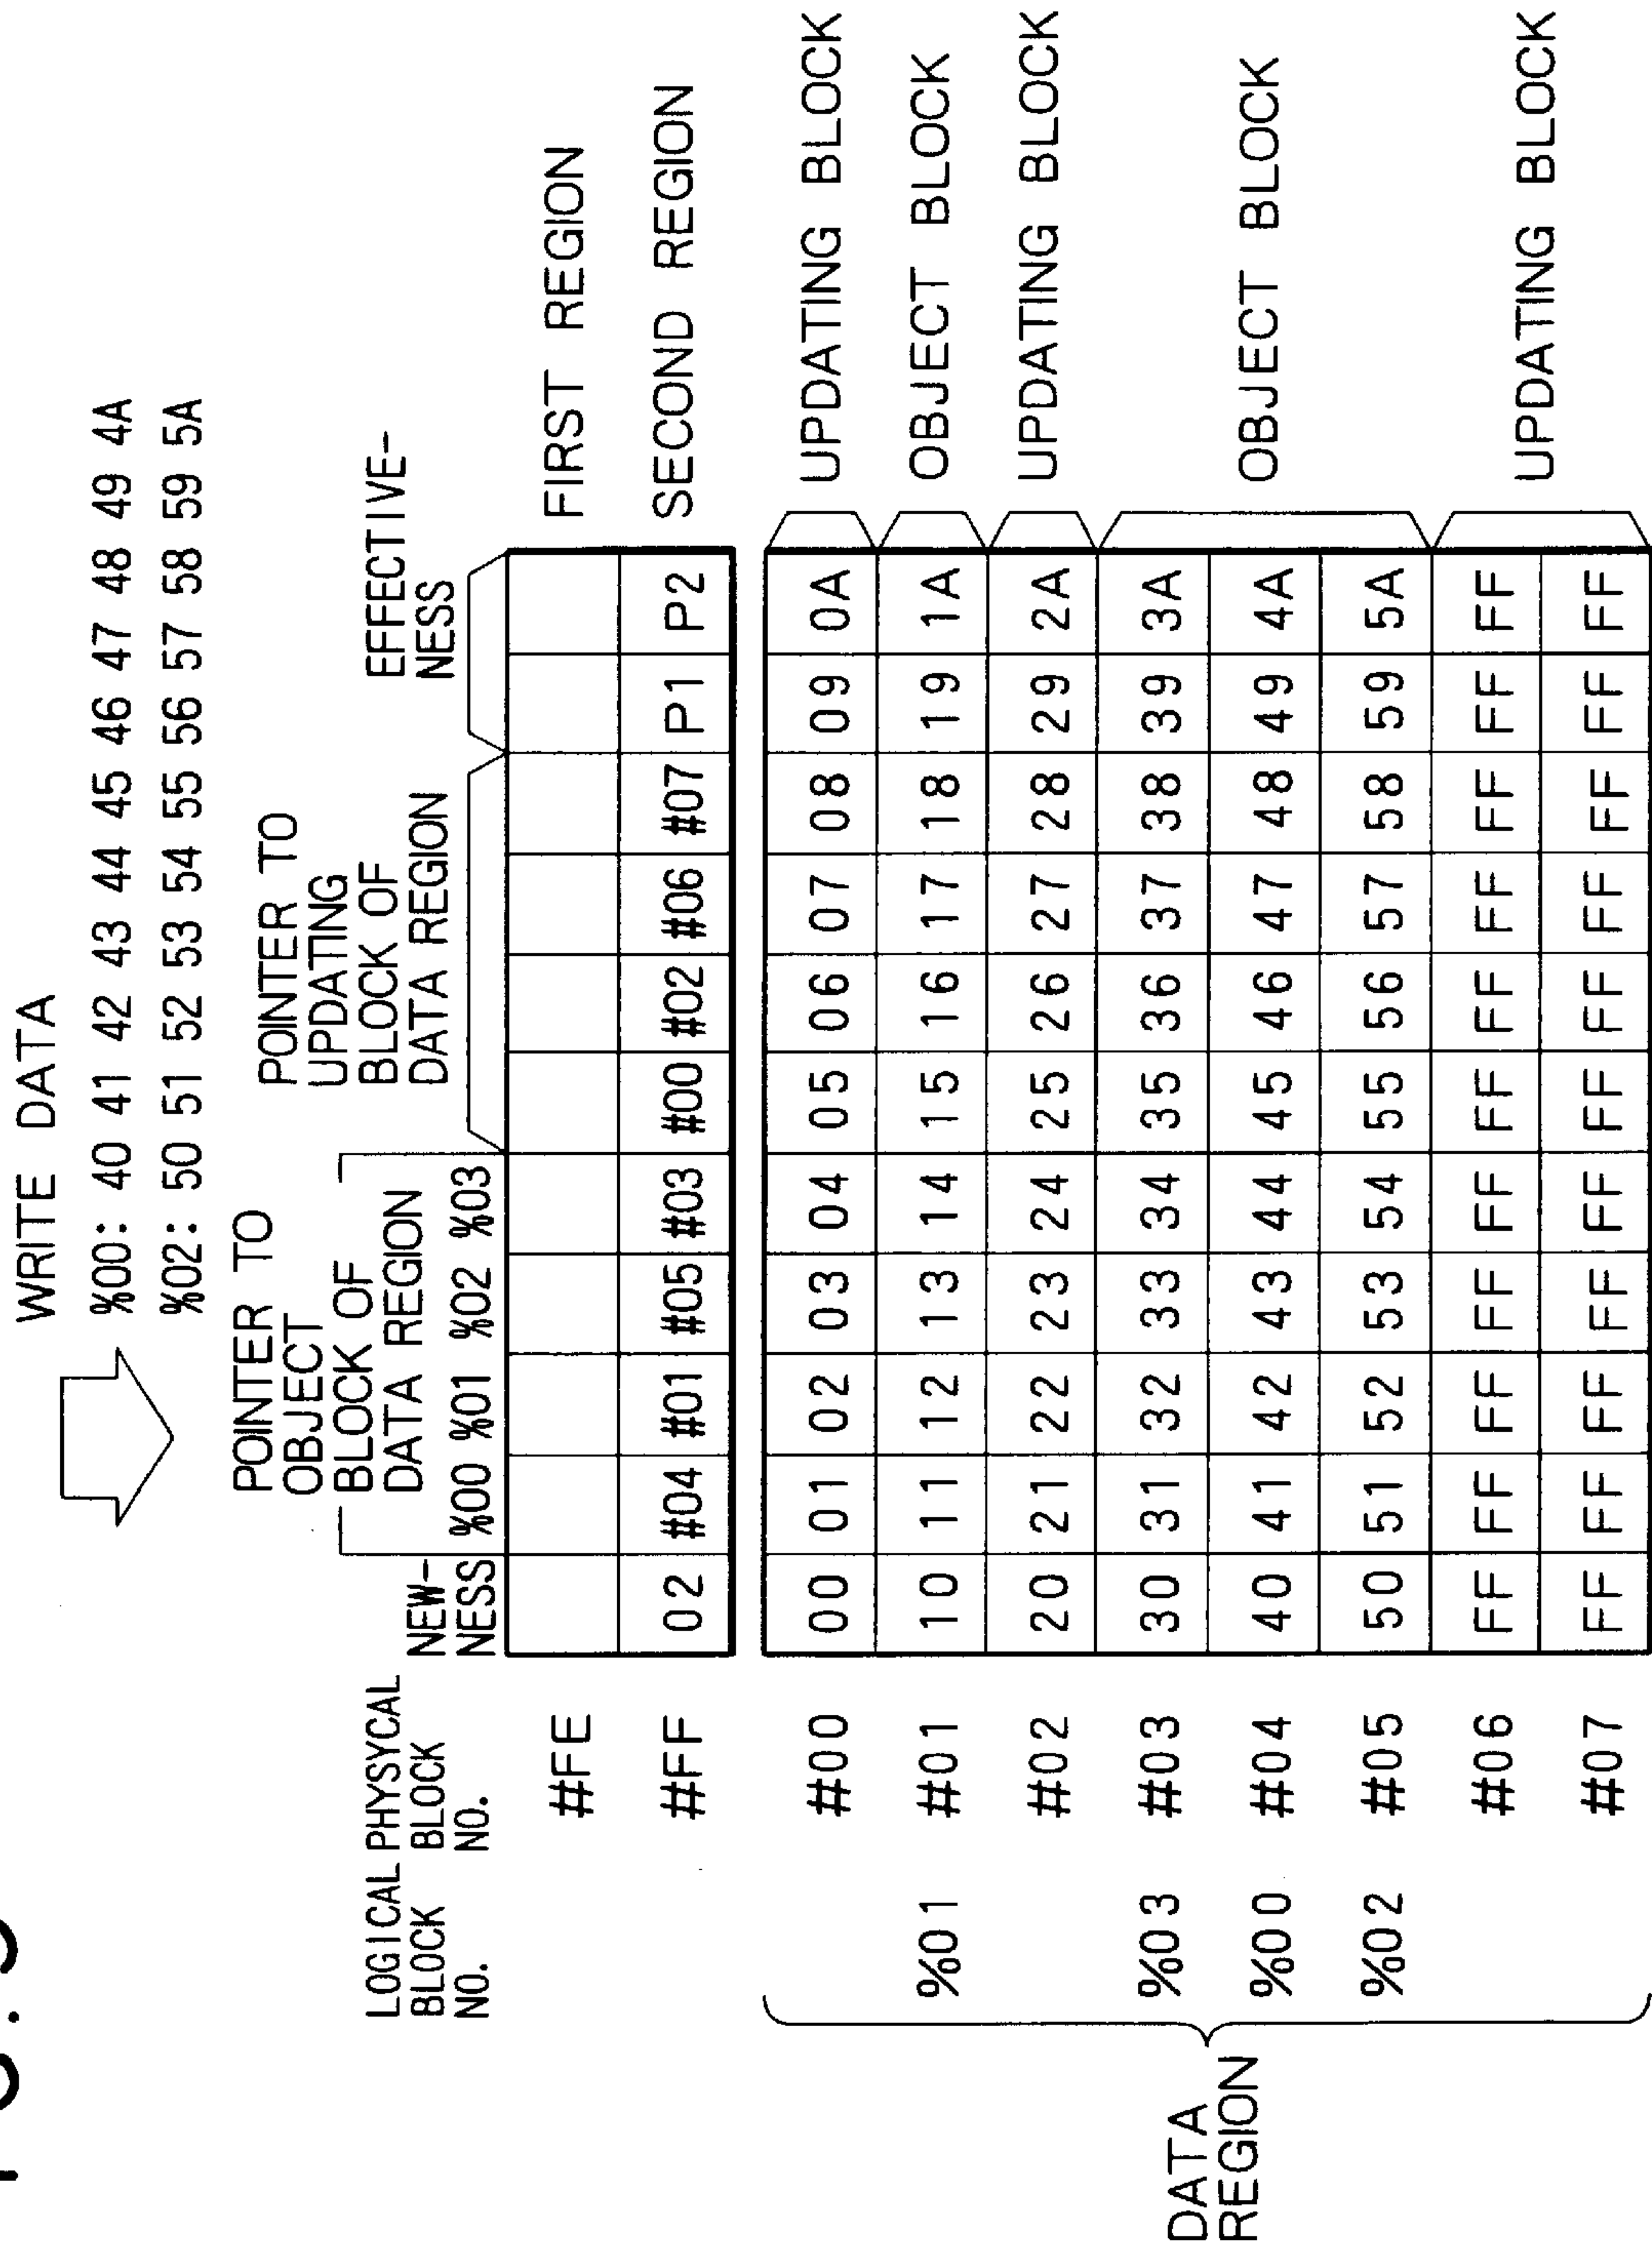 WRITE DATA
%00: 40 41 42 43 44 45 46 47 48 49 4A
%02: 50 51 52 53 54 55 56 57 58 59 5A
POINTER TO
OBJECT
BLOCK OF
DATA REGION
%00 %01 %02 %03
POINTER TO
UPDATING
BLOCK OF
DATA REGION
EFFECTIVE-
NESS
LOGICAL PHYSYCAL
BLOCK BLOCK
NO. NO.
NEW-
NESS
#FE FIRST REGION
#FF 02 #04 #01 #05 #03 #00 #02 #06 #07 P1 P2 SECOND REGION
#00 00 01 02 03 04 05 06 07 08 09 0A UPDATING BLOCK
%01 #01 10 11 12 13 14 15 16 17 18 19 1A OBJECT BLOCK
#02 20 21 22 23 24 25 26 27 28 29 2A UPDATING BLOCK
%03 #03 30 31 32 33 34 35 36 37 38 39 3A
%00 #04 40 41 42 43 44 45 46 47 48 49 4A OBJECT BLOCK
%02 #05 50 51 52 53 54 55 56 57 58 59 5A
#06 FF FF FF FF FF FF FF FF FF FF FF
#07 FF FF FF FF FF FF FF FF FF FF FF
UPDATING BLOCK
DATA
REGION